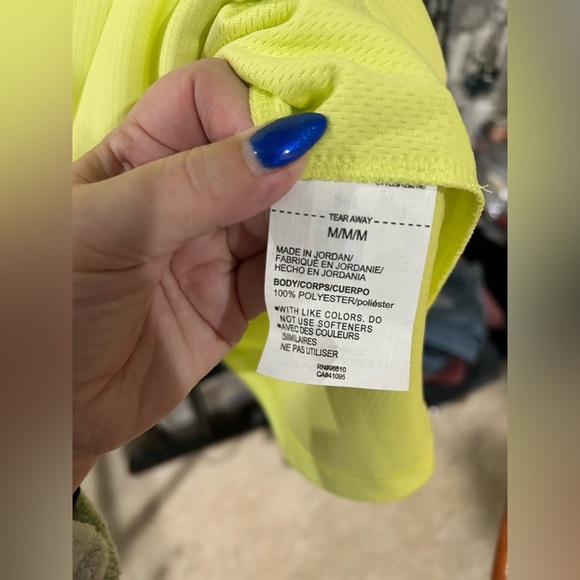 TEAR AWAY
M/M/M
MADE IN JORDAN/
FABRIQUÉ EN JORDANIE/
HECHO EN JORDANIA
BODY/CORPS/CUERPO
100% POLYESTER/poliéster
•WITH LIKE COLORS. DO
NOT USE SOFTENERS
•AVEC DES COULEURS
SIMILAIRES
NE PAS UTILISER
RN#96510
CA#41095